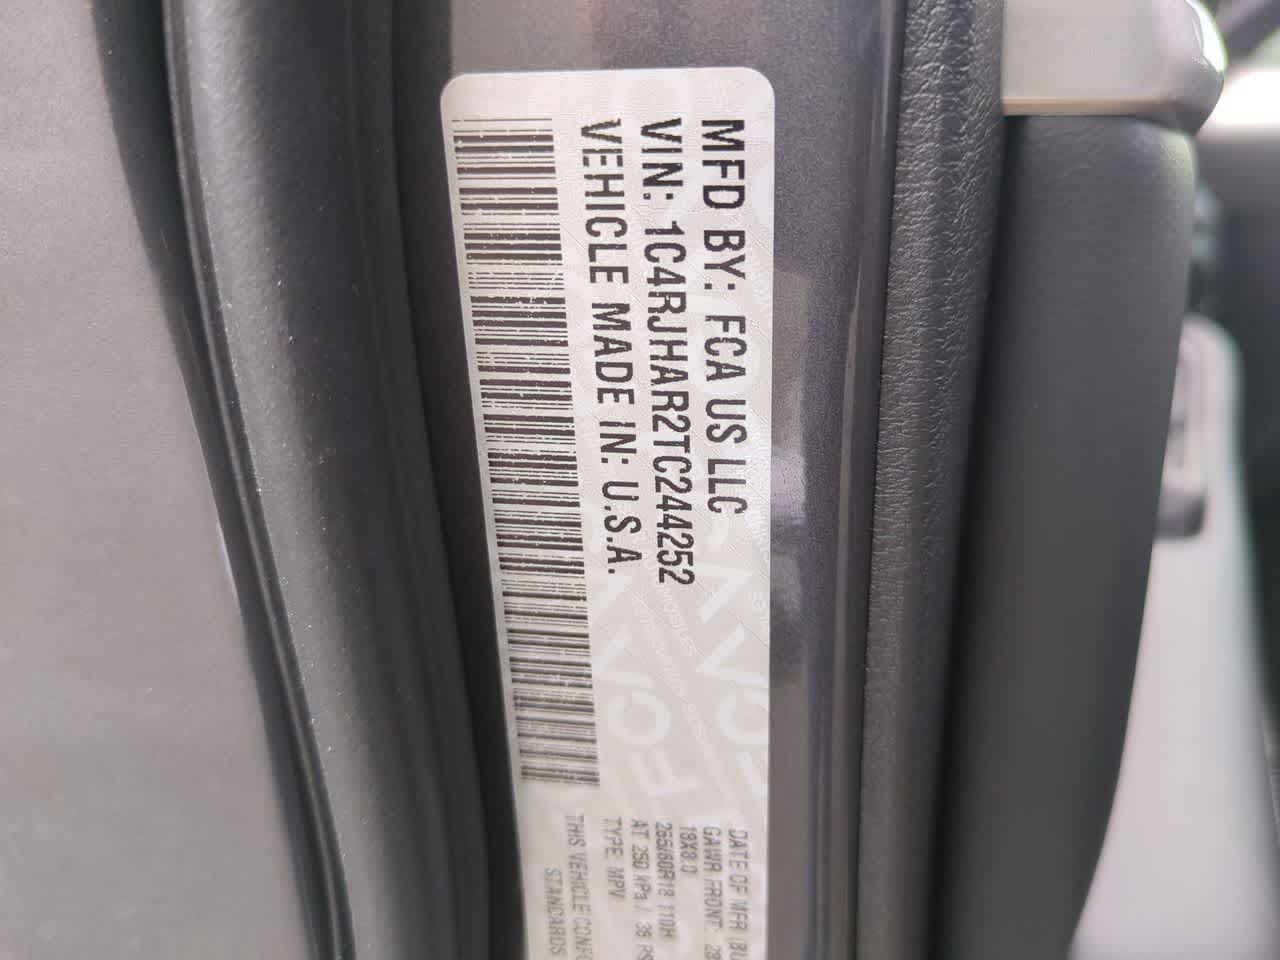 MFD BY: FCA US LLC
VIN: 1C4RJHAR2TC244252
VEHICLE MADE IN: U.S.A.
DATE OF MFR
GAWR FRONT:
18X8.0
265/60R18 110H
AT 250 kPa / 36
TYPE: MPV
THIS VEHICLE
STANDARDS